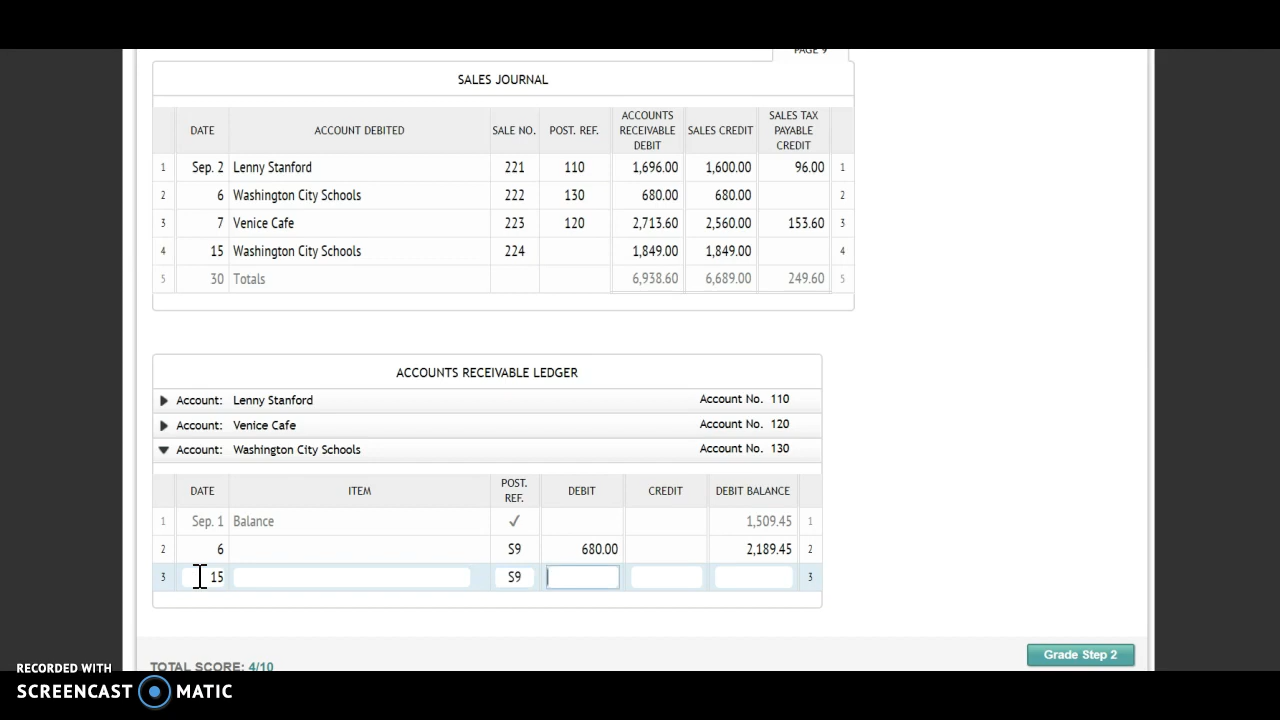 PAGE 9
SALES JOURNAL
DATE ACCOUNT DEBITED SALE NO. POST. REF. ACCOUNTS RECEIVABLE DEBIT SALES CREDIT SALES TAX PAYABLE CREDIT
1 Sep. 2 Lenny Stanford 221 110 1,696.00 1,600.00 96.00 1
2 6 Washington City Schools 222 130 680.00 680.00 2
3 7 Venice Cafe 223 120 2,713.60 2,560.00 153.60 3
4 15 Washington City Schools 224 1,849.00 1,849.00 4
5 30 Totals 6,938.60 6,689.00 249.60 5
ACCOUNTS RECEIVABLE LEDGER
Account: Lenny Stanford Account No. 110
Account: Venice Cafe Account No. 120
Account: Washington City Schools Account No. 130
DATE ITEM POST. REF. DEBIT CREDIT DEBIT BALANCE
1 Sep. 1 Balance ✓ 1,509.45 1
2 6 S9 680.00 2,189.45 2
3 15 S9 3
TOTAL SCORE: 4/10 Grade Step 2
RECORDED WITH
SCREENCAST MATIC